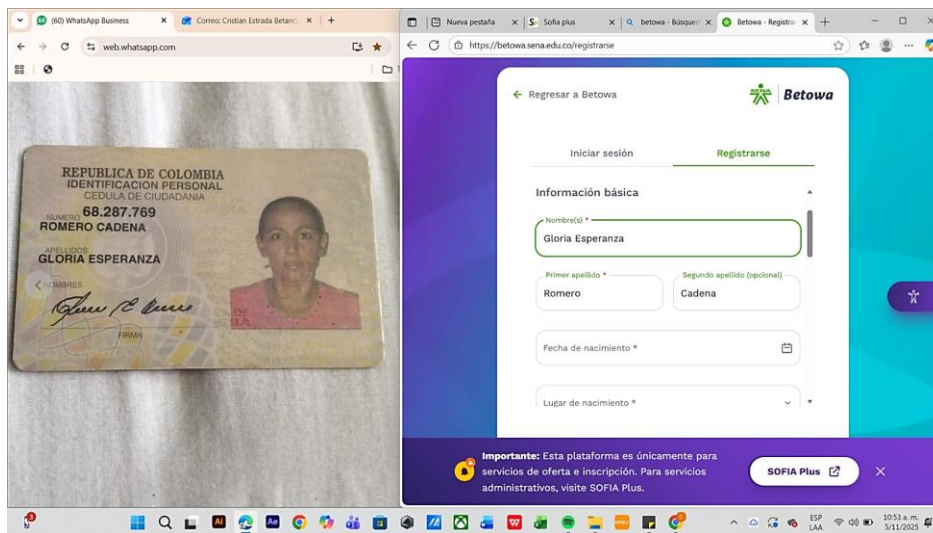 (60) WhatsApp Business
Correo: Cristian Estrada Betanc
web.whatsapp.com
REPUBLICA DE COLOMBIA
IDENTIFICACION PERSONAL
CEDULA DE CIUDADANIA
NUMERO 68.287.769
ROMERO CADENA
APELLIDOS
GLORIA ESPERANZA
NOMBRES
FIRMA
Nueva pestaña
Sofia plus
betowa - Búsqued
Betowa - Registrar
https://betowa.sena.edu.co/registrarse
Regresar a Betowa
SENA
Betowa
Iniciar sesión
Registrarse
Información básica
Nombre(s) *
Gloria Esperanza
Primer apellido *
Romero
Segundo apellido (opcional)
Cadena
Fecha de nacimiento *
Lugar de nacimiento *
Importante: Esta plataforma es únicamente para
servicios de oferta e inscripción. Para servicios
administrativos, visite SOFIA Plus.
SOFIA Plus
ESP
LAA
10:53 a. m.
5/11/2025